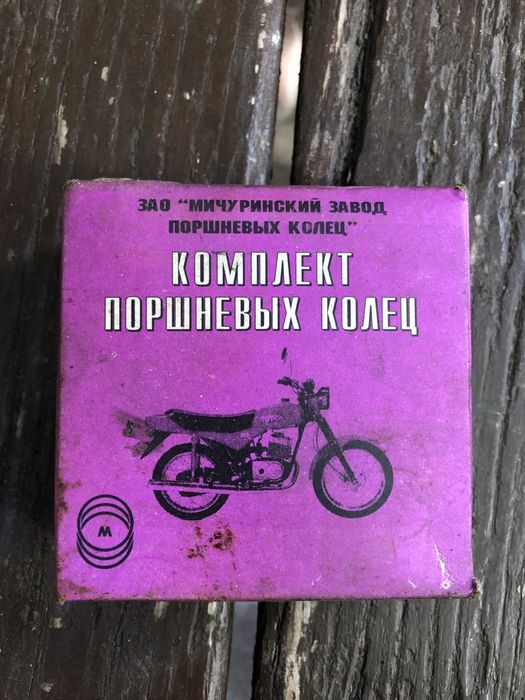 ЗАО "МИЧУРИНСКИЙ ЗАВОД
ПОРШНЕВЫХ КОЛЕЦ"
КОМПЛЕКТ
ПОРШНЕВЫХ КОЛЕЦ
М